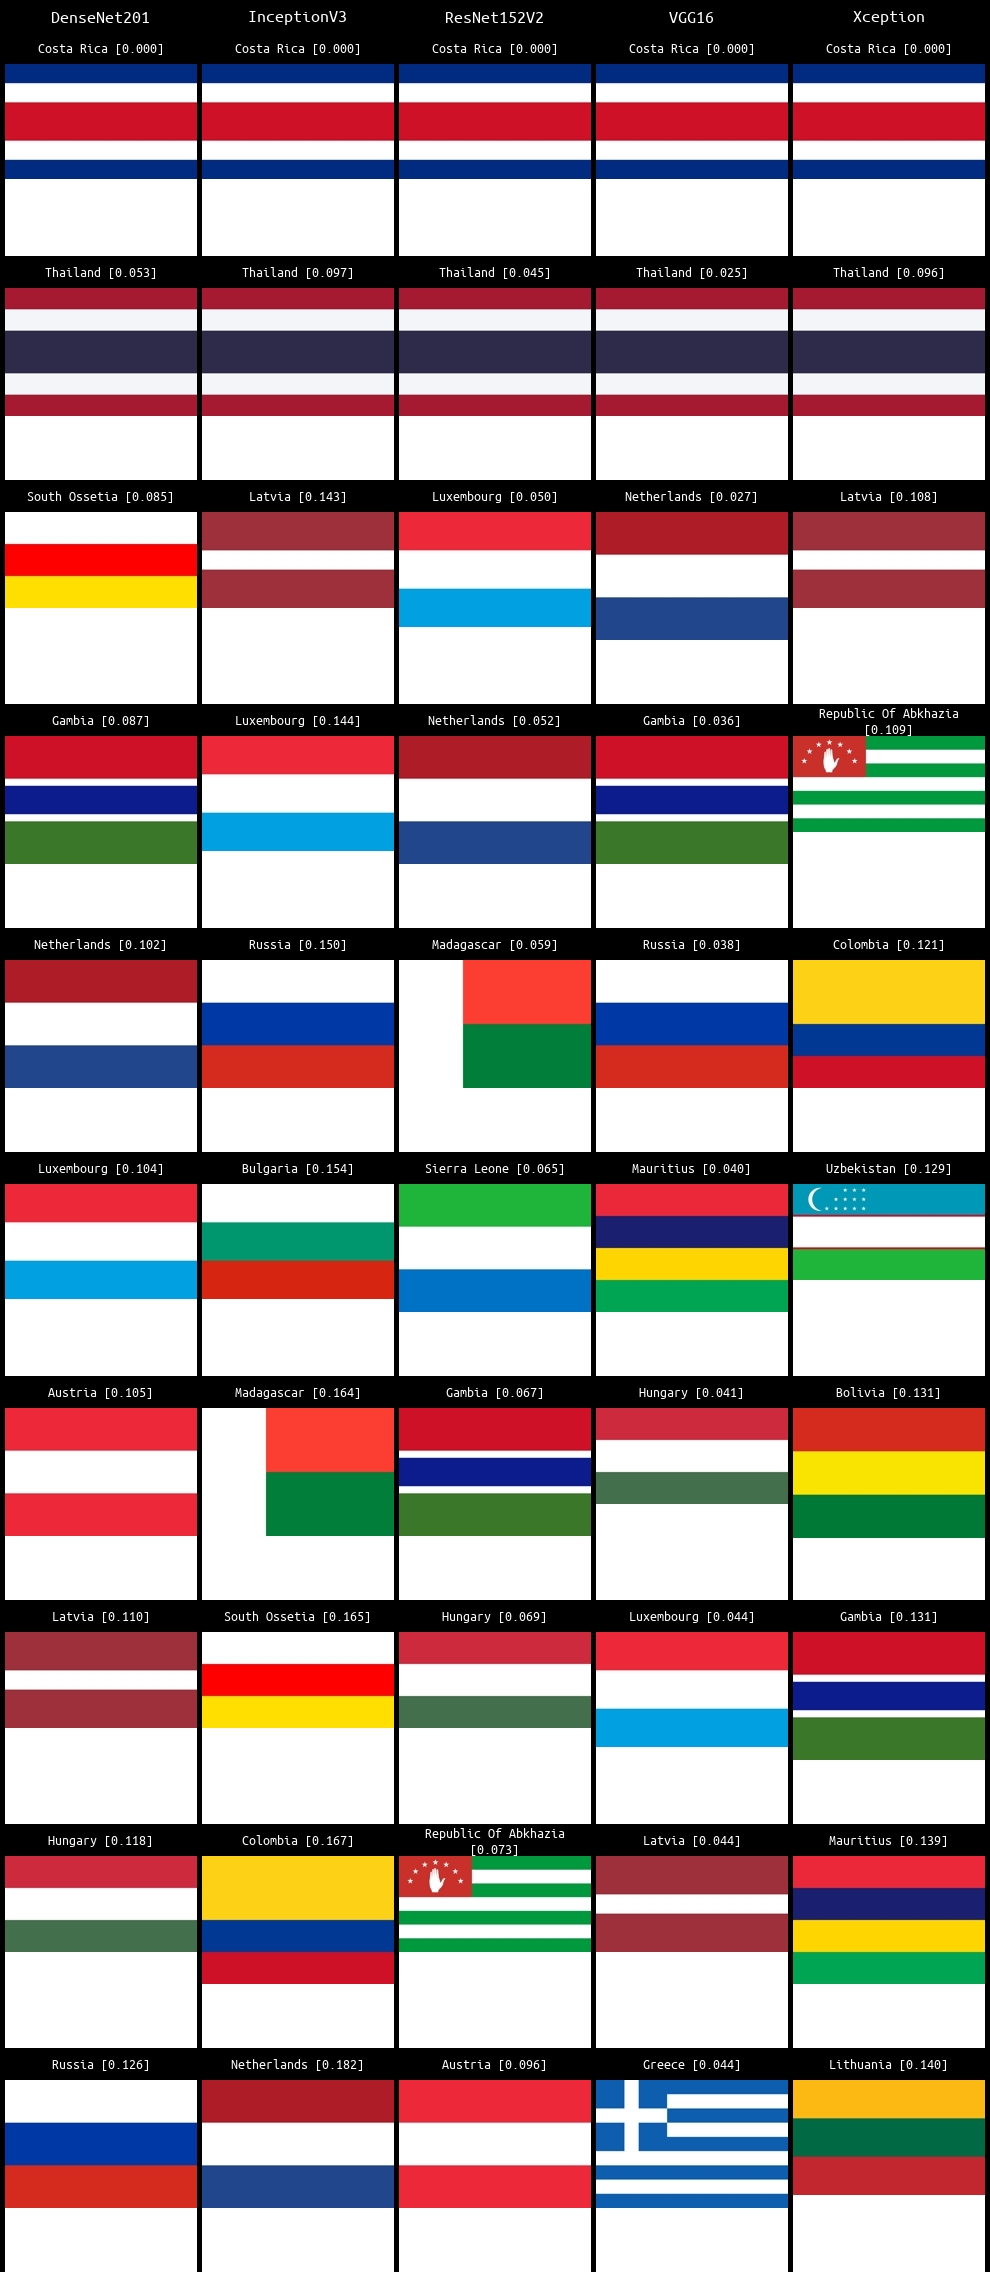 DenseNet201 InceptionV3 ResNet152V2 VGG16 Xception
Costa Rica [0.000] Costa Rica [0.000] Costa Rica [0.000] Costa Rica [0.000] Costa Rica [0.000]
Thailand [0.053] Thailand [0.097] Thailand [0.045] Thailand [0.025] Thailand [0.096]
South Ossetia [0.085] Latvia [0.143] Luxembourg [0.050] Netherlands [0.027] Latvia [0.108]
Gambia [0.087] Luxembourg [0.144] Netherlands [0.052] Gambia [0.036] Republic Of Abkhazia
[0.109]
Netherlands [0.102] Russia [0.150] Madagascar [0.059] Russia [0.038] Colombia [0.121]
Luxembourg [0.104] Bulgaria [0.154] Sierra Leone [0.065] Mauritius [0.040] Uzbekistan [0.129]
Austria [0.105] Madagascar [0.164] Gambia [0.067] Hungary [0.041] Bolivia [0.131]
Latvia [0.110] South Ossetia [0.165] Hungary [0.069] Luxembourg [0.044] Gambia [0.131]
Hungary [0.118] Colombia [0.167] Republic Of Abkhazia Latvia [0.044] Mauritius [0.139]
[0.073]
Russia [0.126] Netherlands [0.182] Austria [0.096] Greece [0.044] Lithuania [0.140]